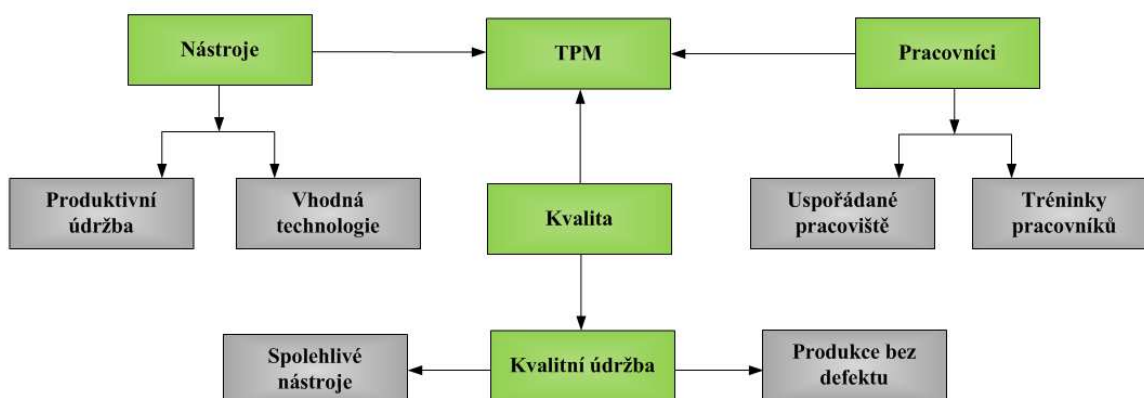 Nástroje
TPM
Pracovníci
Produktivní
údržba
Vhodná
technologie
Kvalita
Uspořádané
pracoviště
Tréninky
pracovníků
Spolehlivé
nástroje
Kvalitní údržba
Produkce bez
defektu